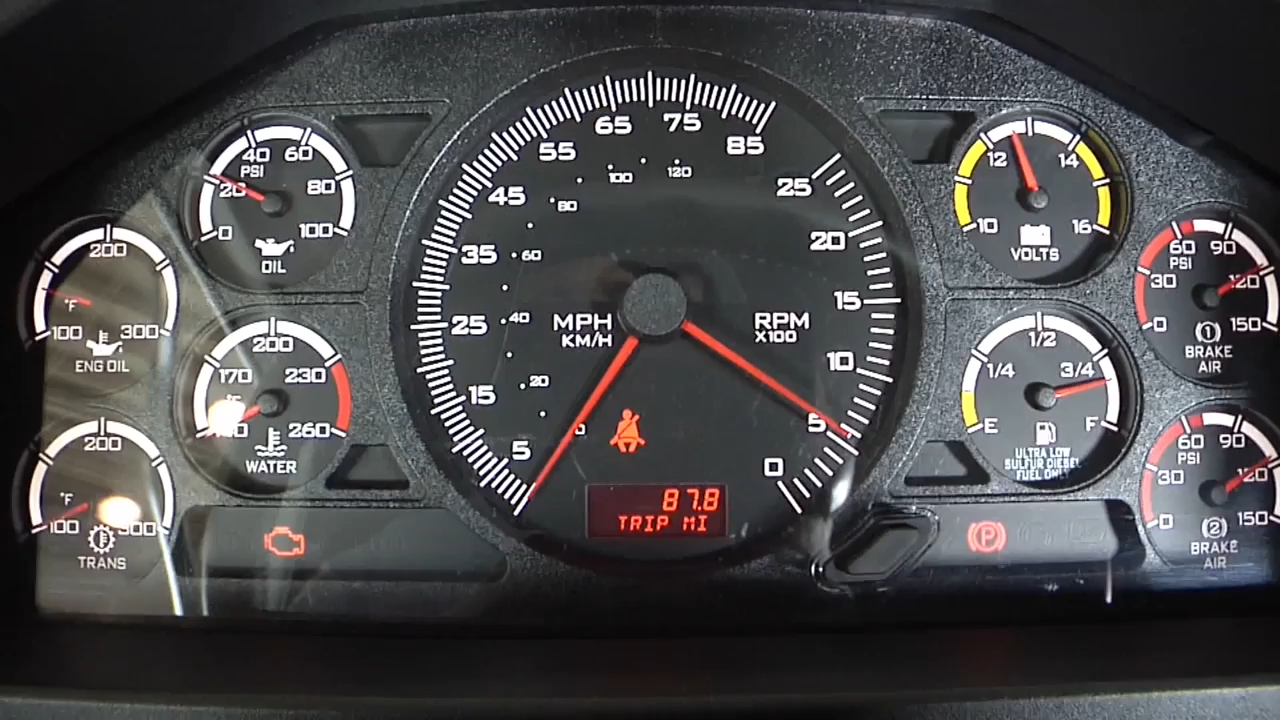 200
°F
100
300
ENG OIL
200
°F
100
300
TRANS
40
60
PSI
20
80
0
100
OIL
200
170
230
°F
260
WATER
5
15
25
35
45
55
65
75
85
MPH
KM/H
20
40
60
80
100
120
25
20
15
10
5
0
RPM
X100
87.8
TRIP MI
12
14
10
16
VOLTS
1/2
1/4
3/4
E
F
ULTRA LOW
SULFUR DIESEL
FUEL ONLY
P
60
90
PSI
30
120
0
150
1
BRAKE
AIR
60
90
PSI
30
120
0
150
2
BRAKE
AIR